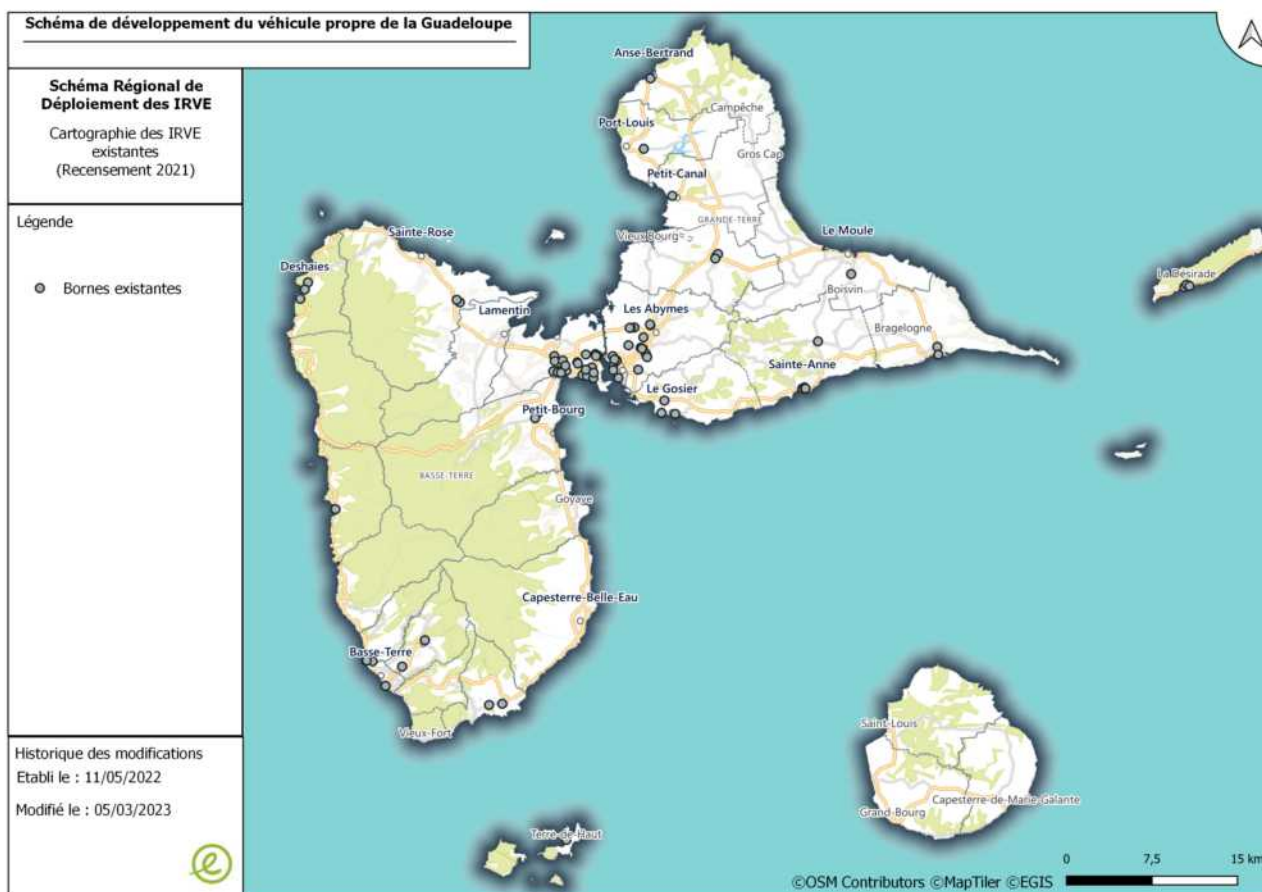 Schéma de développement du véhicule propre de la Guadeloupe
Schéma Régional de
Déploiement des IRVE
Cartographie des IRVE
existantes
(Recensement 2021)
Légende
Bornes existantes
Historique des modifications
Etabli le : 11/05/2022
Modifié le : 05/03/2023
Anse-Bertrand
Campêche
Port-Louis
Gros Cap
Petit-Canal
GRANDE-TERRE
Vieux Bourg
Le Moule
Sainte-Rose
Deshaies
La Désirade
Boisvin
Lamentin
Les Abymes
Bragelogne
Sainte-Anne
Le Gosier
Petit-Bourg
BASSE-TERRE
Goyave
Capesterre-Belle-Eau
Basse-Terre
Vieux-Fort
Saint-Louis
Capesterre-de-Marie-Galante
Grand-Bourg
Terre-de-Haut
0 7,5 15 km
©OSM Contributors ©MapTiler ©EGIS